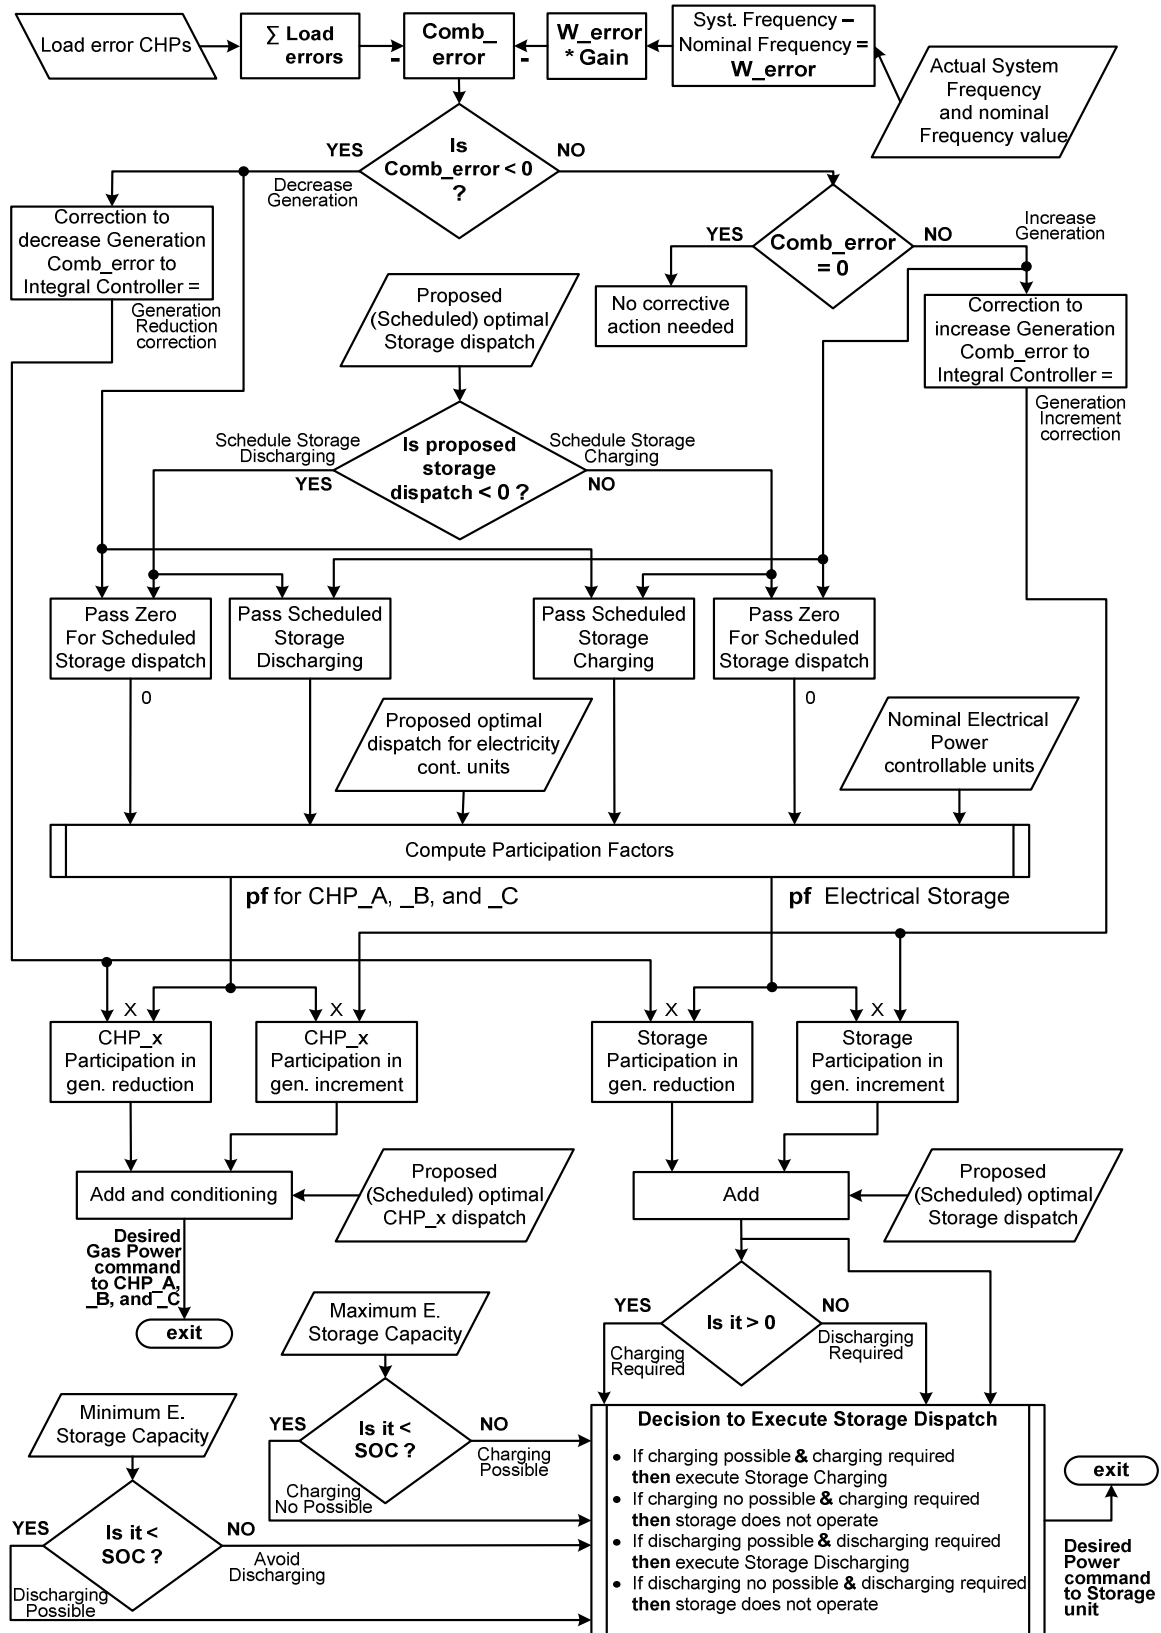 Load error CHPs
∑ Load
errors
Comb_
error
-
-
W_error
* Gain
Syst. Frequency –
Nominal Frequency =
W_error
Actual System
Frequency
and nominal
Frequency value
Is
Comb_error < 0
?
YES
NO
Decrease
Generation
Correction to
decrease Generation
Comb_error to
Integral Controller =
Generation
Reduction
correction
Comb_error
= 0
YES
NO
Increase
Generation
No corrective
action needed
Correction to
increase Generation
Comb_error to
Integral Controller =
Generation
Increment
correction
Proposed
(Scheduled) optimal
Storage dispatch
Is proposed
storage
dispatch < 0 ?
Schedule Storage
Discharging
YES
Schedule Storage
Charging
NO
Pass Zero
For Scheduled
Storage dispatch
0
Pass Scheduled
Storage
Discharging
Pass Scheduled
Storage
Charging
Pass Zero
For Scheduled
Storage dispatch
0
Proposed optimal
dispatch for electricity
cont. units
Nominal Electrical
Power
controllable units
Compute Participation Factors
pf for CHP_A, _B, and _C
pf Electrical Storage
X
X
X
X
CHP_x
Participation in
gen. reduction
CHP_x
Participation in
gen. increment
Storage
Participation in
gen. reduction
Storage
Participation in
gen. increment
Add and conditioning
Proposed
(Scheduled) optimal
CHP_x dispatch
Add
Proposed
(Scheduled) optimal
Storage dispatch
Desired
Gas Power
command
to CHP_A,
_B, and _C
exit
Is it > 0
YES
NO
Charging
Required
Discharging
Required
Maximum E.
Storage Capacity
Is it <
SOC ?
YES
NO
Charging
Possible
Charging
No Possible
Minimum E.
Storage Capacity
Is it <
SOC ?
YES
NO
Avoid
Discharging
Discharging
Possible
Decision to Execute Storage Dispatch
• If charging possible & charging required
then execute Storage Charging
• If charging no possible & charging required
then storage does not operate
• If discharging possible & discharging required
then execute Storage Discharging
• If discharging no possible & discharging required
then storage does not operate
exit
Desired
Power
command
to Storage
unit